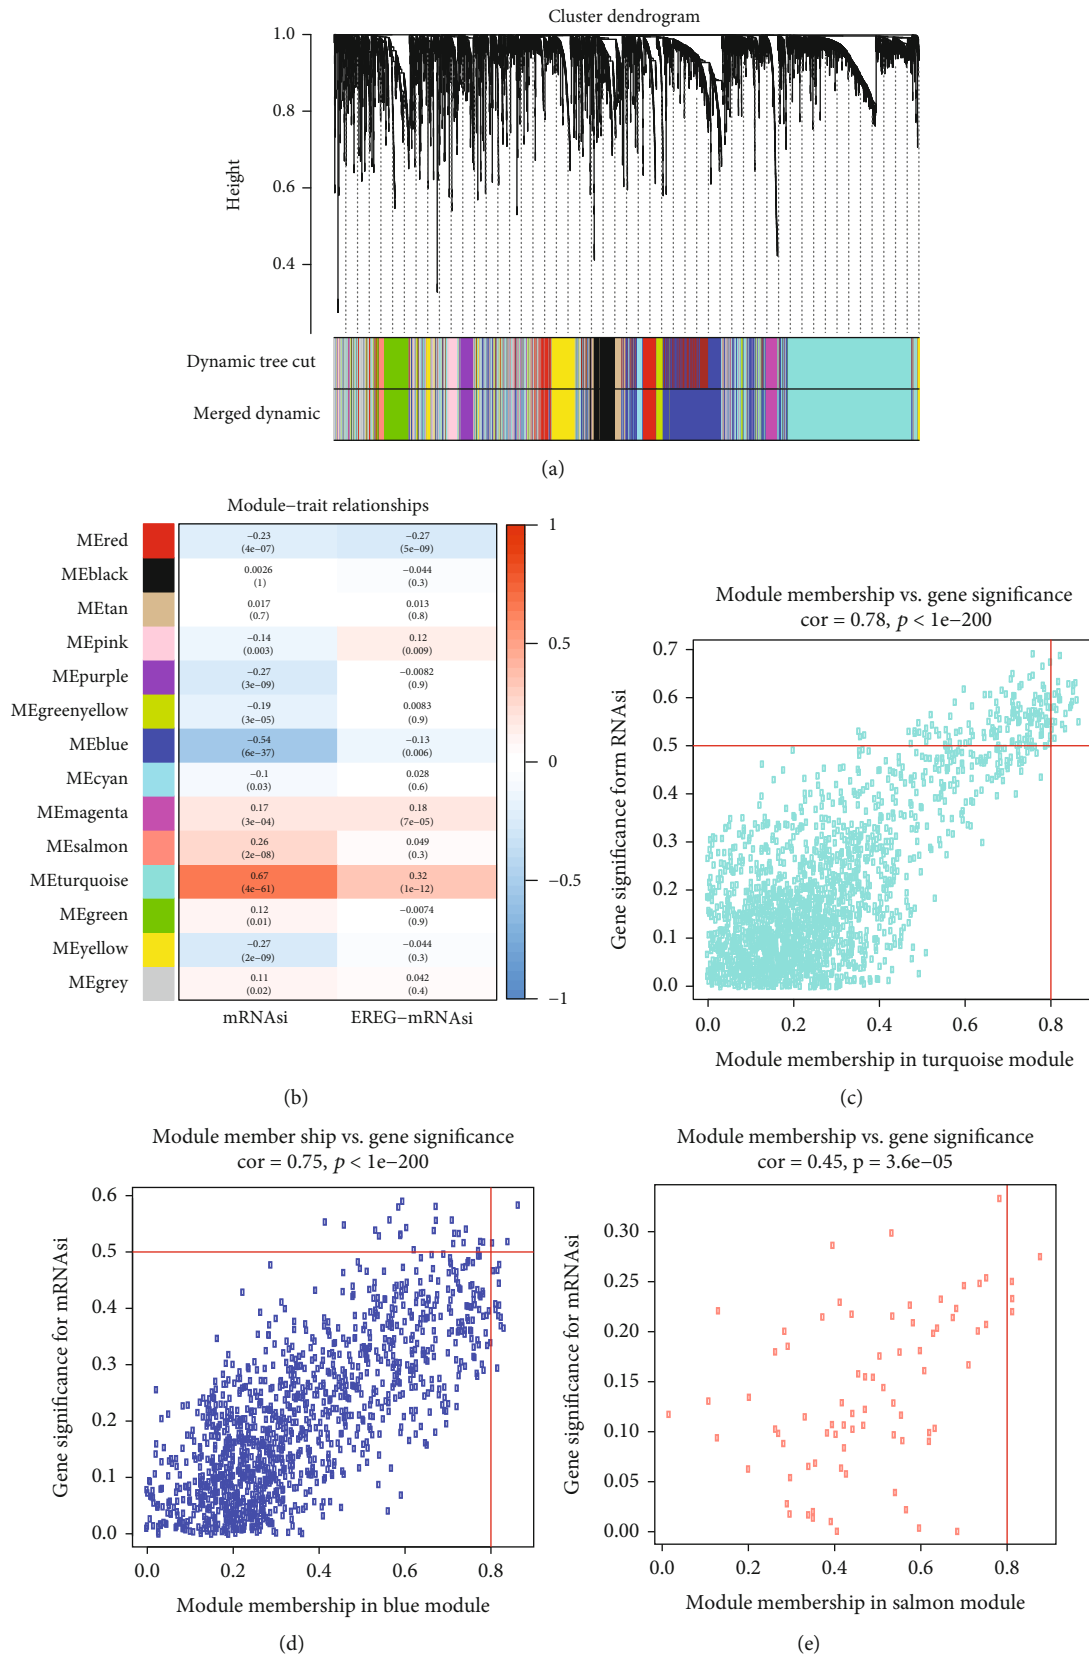 Cluster dendrogram
1.0
0.8
0.6
0.4
Height
Dynamic tree cut
Merged dynamic
(a)
Module−trait relationships
MEred
−0.23
(4e−07)
−0.27
(5e−09)
MEblack
0.0026
(1)
−0.044
(0.3)
MEtan
0.017
(0.7)
0.013
(0.8)
MEpink
−0.14
(0.003)
0.12
(0.009)
MEpurple
−0.27
(3e−09)
−0.0082
(0.9)
MEgreenyellow
−0.19
(3e−05)
0.0083
(0.9)
MEblue
−0.54
(6e−37)
−0.13
(0.006)
MEcyan
−0.1
(0.03)
0.028
(0.6)
MEmagenta
0.17
(3e−04)
0.18
(7e−05)
MEsalmon
0.26
(2e−08)
0.049
(0.3)
MEturquoise
0.67
(4e−61)
0.32
(1e−12)
MEgreen
0.12
(0.01)
−0.0074
(0.9)
MEyellow
−0.27
(2e−09)
−0.044
(0.3)
MEgrey
0.11
(0.02)
0.042
(0.4)
mRNAsi
EREG−mRNAsi
1
0.5
0
−0.5
−1
(b)
Module membership vs. gene significance
cor = 0.78, p < 1e−200
0.7
0.6
0.5
0.4
0.3
0.2
0.1
0.0
Gene significance form RNAsi
0.0 0.2 0.4 0.6 0.8
Module membership in turquoise module
(c)
Module member ship vs. gene significance
cor = 0.75, p < 1e−200
0.6
0.5
0.4
0.3
0.2
0.1
0.0
Gene significance for mRNAsi
0.0 0.2 0.4 0.6 0.8
Module membership in blue module
(d)
Module membership vs. gene significance
cor = 0.45, p = 3.6e−05
0.30
0.25
0.20
0.15
0.10
0.05
0.00
Gene significance for mRNAsi
0.0 0.2 0.4 0.6 0.8
Module membership in salmon module
(e)